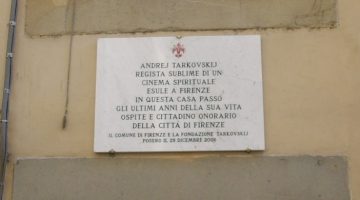 ANDREJ TARKOVSKIJ
REGISTA SUBLIME DI UN
CINEMA SPIRITUALE
ESULE A FIRENZE
IN QUESTA CASA PASSÒ
GLI ULTIMI ANNI DELLA SUA VITA
OSPITE E CITTADINO ONORARIO
DELLA CITTÀ DI FIRENZE
IL COMUNE DI FIRENZE E LA FONDAZIONE TARKOVSKIJ
POSERO IL 29 DICEMBRE